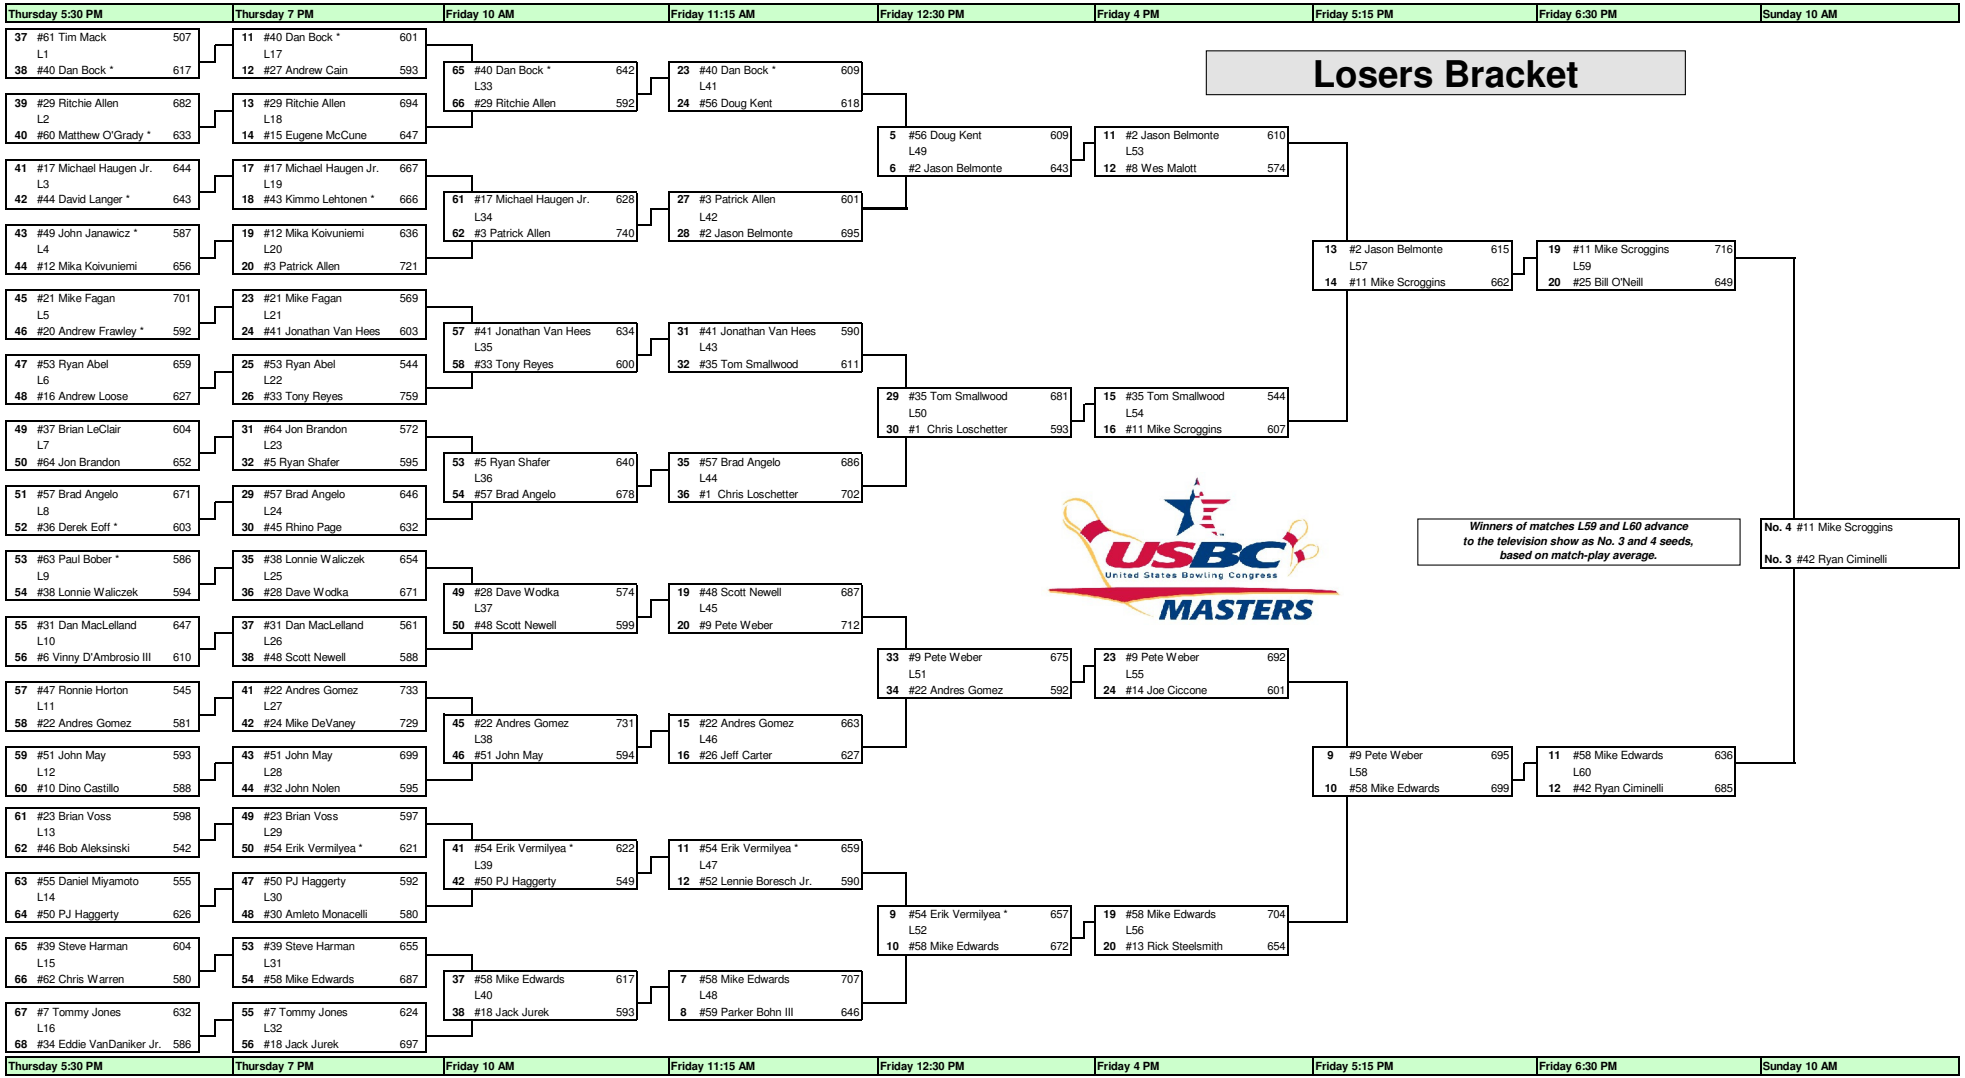 Thursday 5:30 PM Thursday 7 PM Friday 10 AM Friday 11:15 AM Friday 12:30 PM Friday 4 PM Friday 5:15 PM Friday 6:30 PM Sunday 10 AM
Losers Bracket
37 #61 Tim Mack 507
L1
38 #40 Dan Bock * 617
39 #29 Ritchie Allen 682
L2
40 #60 Matthew O'Grady * 633
41 #17 Michael Haugen Jr. 644
L3
42 #44 David Langer * 643
43 #49 John Janawicz * 587
L4
44 #12 Mika Koivuniemi 656
45 #21 Mike Fagan 701
L5
46 #20 Andrew Frawley * 592
47 #53 Ryan Abel 659
L6
48 #16 Andrew Loose 627
49 #37 Brian LeClair 604
L7
50 #64 Jon Brandon 652
51 #57 Brad Angelo 671
L8
52 #36 Derek Eoff * 603
53 #63 Paul Bober * 586
L9
54 #38 Lonnie Waliczek 594
55 #31 Dan MacLelland 647
L10
56 #6 Vinny D'Ambrosio III 610
57 #47 Ronnie Horton 545
L11
58 #22 Andres Gomez 581
59 #51 John May 593
L12
60 #10 Dino Castillo 588
61 #23 Brian Voss 598
L13
62 #46 Bob Aleksinski 542
63 #55 Daniel Miyamoto 555
L14
64 #50 PJ Haggerty 626
65 #39 Steve Harman 604
L15
66 #62 Chris Warren 580
67 #7 Tommy Jones 632
L16
68 #34 Eddie VanDaniker Jr. 586
11 #40 Dan Bock * 601
L17
12 #27 Andrew Cain 593
13 #29 Ritchie Allen 694
L18
14 #15 Eugene McCune 647
17 #17 Michael Haugen Jr. 667
L19
18 #43 Kimmo Lehtonen * 666
19 #12 Mika Koivuniemi 636
L20
20 #3 Patrick Allen 721
23 #21 Mike Fagan 569
L21
24 #41 Jonathan Van Hees 603
25 #53 Ryan Abel 544
L22
26 #33 Tony Reyes 759
31 #64 Jon Brandon 572
L23
32 #5 Ryan Shafer 595
29 #57 Brad Angelo 646
L24
30 #45 Rhino Page 632
35 #38 Lonnie Waliczek 654
L25
36 #28 Dave Wodka 671
37 #31 Dan MacLelland 561
L26
38 #48 Scott Newell 588
41 #22 Andres Gomez 733
L27
42 #24 Mike DeVaney 729
43 #51 John May 699
L28
44 #32 John Nolen 595
49 #23 Brian Voss 597
L29
50 #54 Erik Vermilyea * 621
47 #50 PJ Haggerty 592
L30
48 #30 Amleto Monacelli 580
53 #39 Steve Harman 655
L31
54 #58 Mike Edwards 687
55 #7 Tommy Jones 624
L32
56 #18 Jack Jurek 697
65 #40 Dan Bock * 642
L33
66 #29 Ritchie Allen 592
61 #17 Michael Haugen Jr. 628
L34
62 #3 Patrick Allen 740
57 #41 Jonathan Van Hees 634
L35
58 #33 Tony Reyes 600
53 #5 Ryan Shafer 640
L36
54 #57 Brad Angelo 678
49 #28 Dave Wodka 574
L37
50 #48 Scott Newell 599
45 #22 Andres Gomez 731
L38
46 #51 John May 594
41 #54 Erik Vermilyea * 622
L39
42 #50 PJ Haggerty 549
37 #58 Mike Edwards 617
L40
38 #18 Jack Jurek 593
23 #40 Dan Bock * 609
L41
24 #56 Doug Kent 618
27 #3 Patrick Allen 601
L42
28 #2 Jason Belmonte 695
31 #41 Jonathan Van Hees 590
L43
32 #35 Tom Smallwood 611
35 #57 Brad Angelo 686
L44
36 #1 Chris Loschetter 702
19 #48 Scott Newell 687
L45
20 #9 Pete Weber 712
15 #22 Andres Gomez 663
L46
16 #26 Jeff Carter 627
11 #54 Erik Vermilyea * 659
L47
12 #52 Lennie Boresch Jr. 590
7 #58 Mike Edwards 707
L48
8 #59 Parker Bohn III 646
5 #56 Doug Kent 609
L49
6 #2 Jason Belmonte 643
29 #35 Tom Smallwood 681
L50
30 #1 Chris Loschetter 593
33 #9 Pete Weber 675
L51
34 #22 Andres Gomez 592
9 #54 Erik Vermilyea * 657
L52
10 #58 Mike Edwards 672
11 #2 Jason Belmonte 610
L53
12 #8 Wes Malott 574
15 #35 Tom Smallwood 544
L54
16 #11 Mike Scroggins 607
USBC
United States Bowling Congress
MASTERS
23 #9 Pete Weber 692
L55
24 #14 Joe Ciccone 601
19 #58 Mike Edwards 704
L56
20 #13 Rick Steelsmith 654
13 #2 Jason Belmonte 615
L57
14 #11 Mike Scroggins 662
9 #9 Pete Weber 695
L58
10 #58 Mike Edwards 699
19 #11 Mike Scroggins 716
L59
20 #25 Bill O'Neill 649
Winners of matches L59 and L60 advance
to the television show as No. 3 and 4 seeds,
based on match-play average.
11 #58 Mike Edwards 636
L60
12 #42 Ryan Ciminelli 685
No. 4 #11 Mike Scroggins
No. 3 #42 Ryan Ciminelli
Thursday 5:30 PM Thursday 7 PM Friday 10 AM Friday 11:15 AM Friday 12:30 PM Friday 4 PM Friday 5:15 PM Friday 6:30 PM Sunday 10 AM